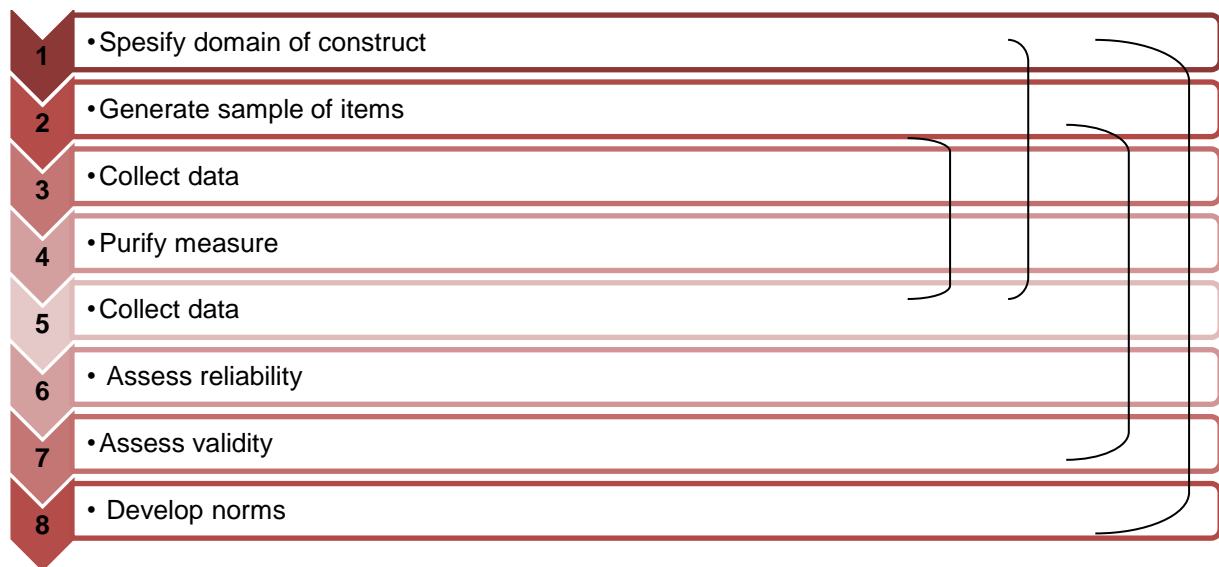 1 •Spesify domain of construct
2 •Generate sample of items
3 •Collect data
4 •Purify measure
5 •Collect data
6 • Assess reliability
7 •Assess validity
8 • Develop norms